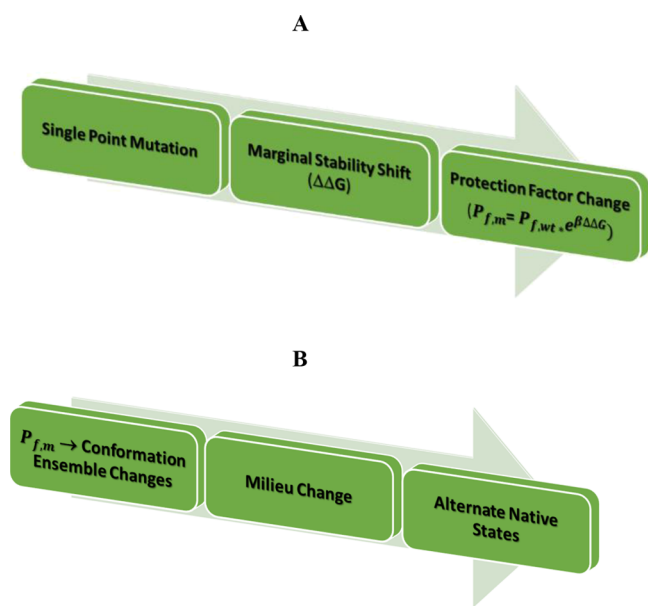 A
Single Point Mutation
Marginal Stability Shift
(ΔΔG)
Protection Factor Change
(P_{f,m}= P_{f,wt} * e^{βΔΔG})
B
P_{f,m} → Conformation
Ensemble Changes
Milieu Change
Alternate Native
States